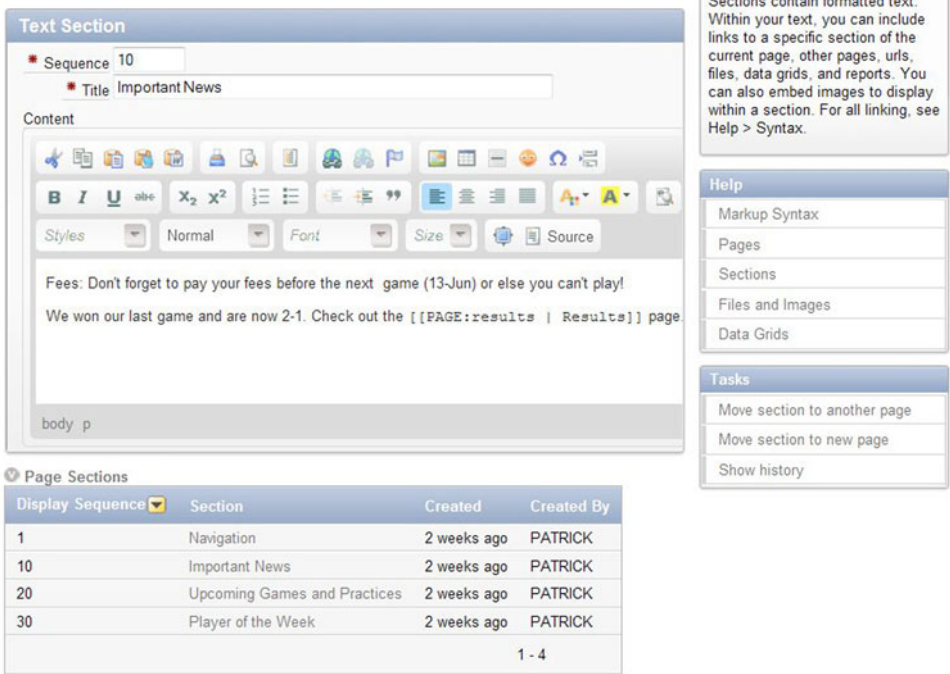 Text Section
Sequence 10
Title Important News
Content
B I U abc X₂ X²
Styles Normal Font Size Source
Fees: Don't forget to pay your fees before the next game (13-Jun) or else you can't play!
We won our last game and are now 2-1. Check out the [[PAGE:results | Results]] page.
body p
Page Sections
Display Sequence Section Created Created By
1 Navigation 2 weeks ago PATRICK
10 Important News 2 weeks ago PATRICK
20 Upcoming Games and Practices 2 weeks ago PATRICK
30 Player of the Week 2 weeks ago PATRICK
1 - 4
Sections contain formatted text.
Within your text, you can include
links to a specific section of the
current page, other pages, urls,
files, data grids, and reports. You
can also embed images to display
within a section. For all linking, see
Help > Syntax.
Help
Markup Syntax
Pages
Sections
Files and Images
Data Grids
Tasks
Move section to another page
Move section to new page
Show history